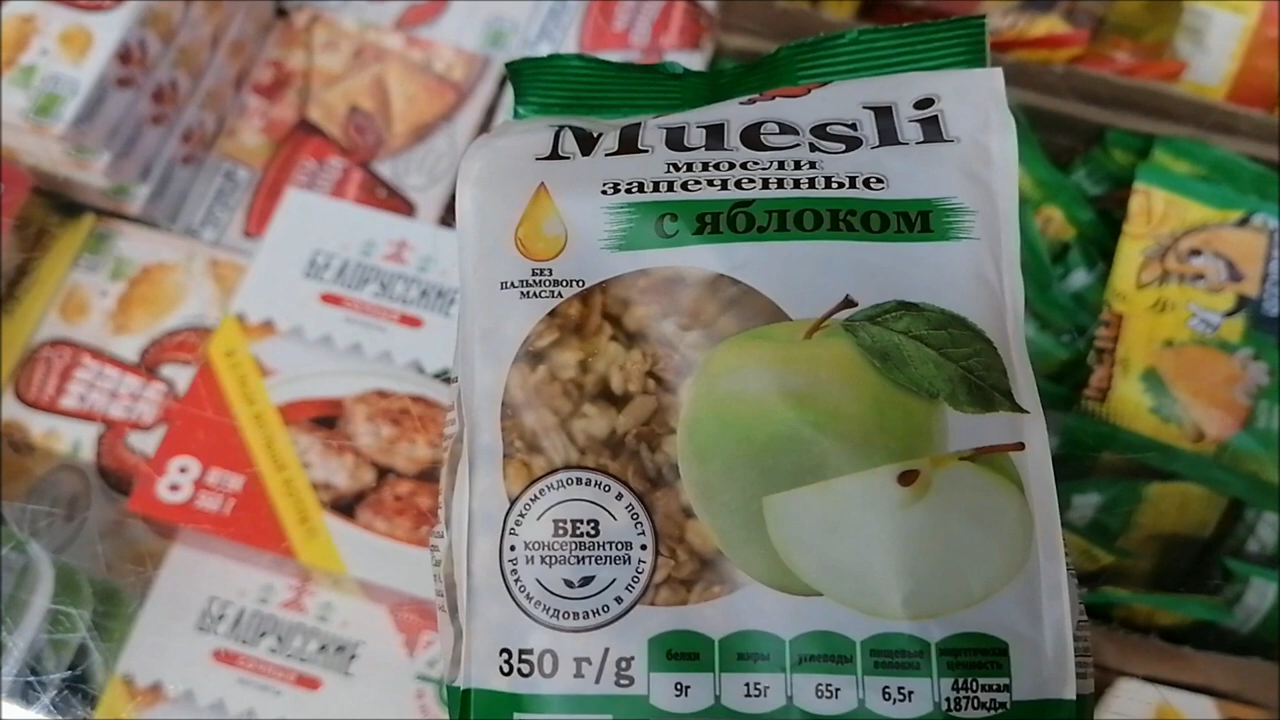 Muesli
мюсли
запеченные
с яблоком
БЕЗ
ПАЛЬМОВОГО
МАСЛА
Рекомендовано в пост
БЕЗ
консервантов
и красителей
Рекомендовано в пост
350 г/g
белки
9г
жиры
15г
углеводы
65г
пищевые
волокна
6,5г
энергетическая
ценность
440ккал
1870кДж
БЕЛОРУССКИЕ
8
БЕЛОРУССКИЕ